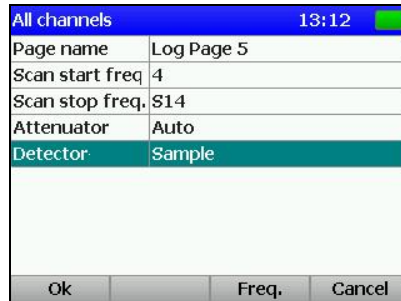 All channels 13:12
Page name Log Page 5
Scan start freq 4
Scan stop freq. S14
Attenuator Auto
Detector Sample
Ok Freq. Cancel